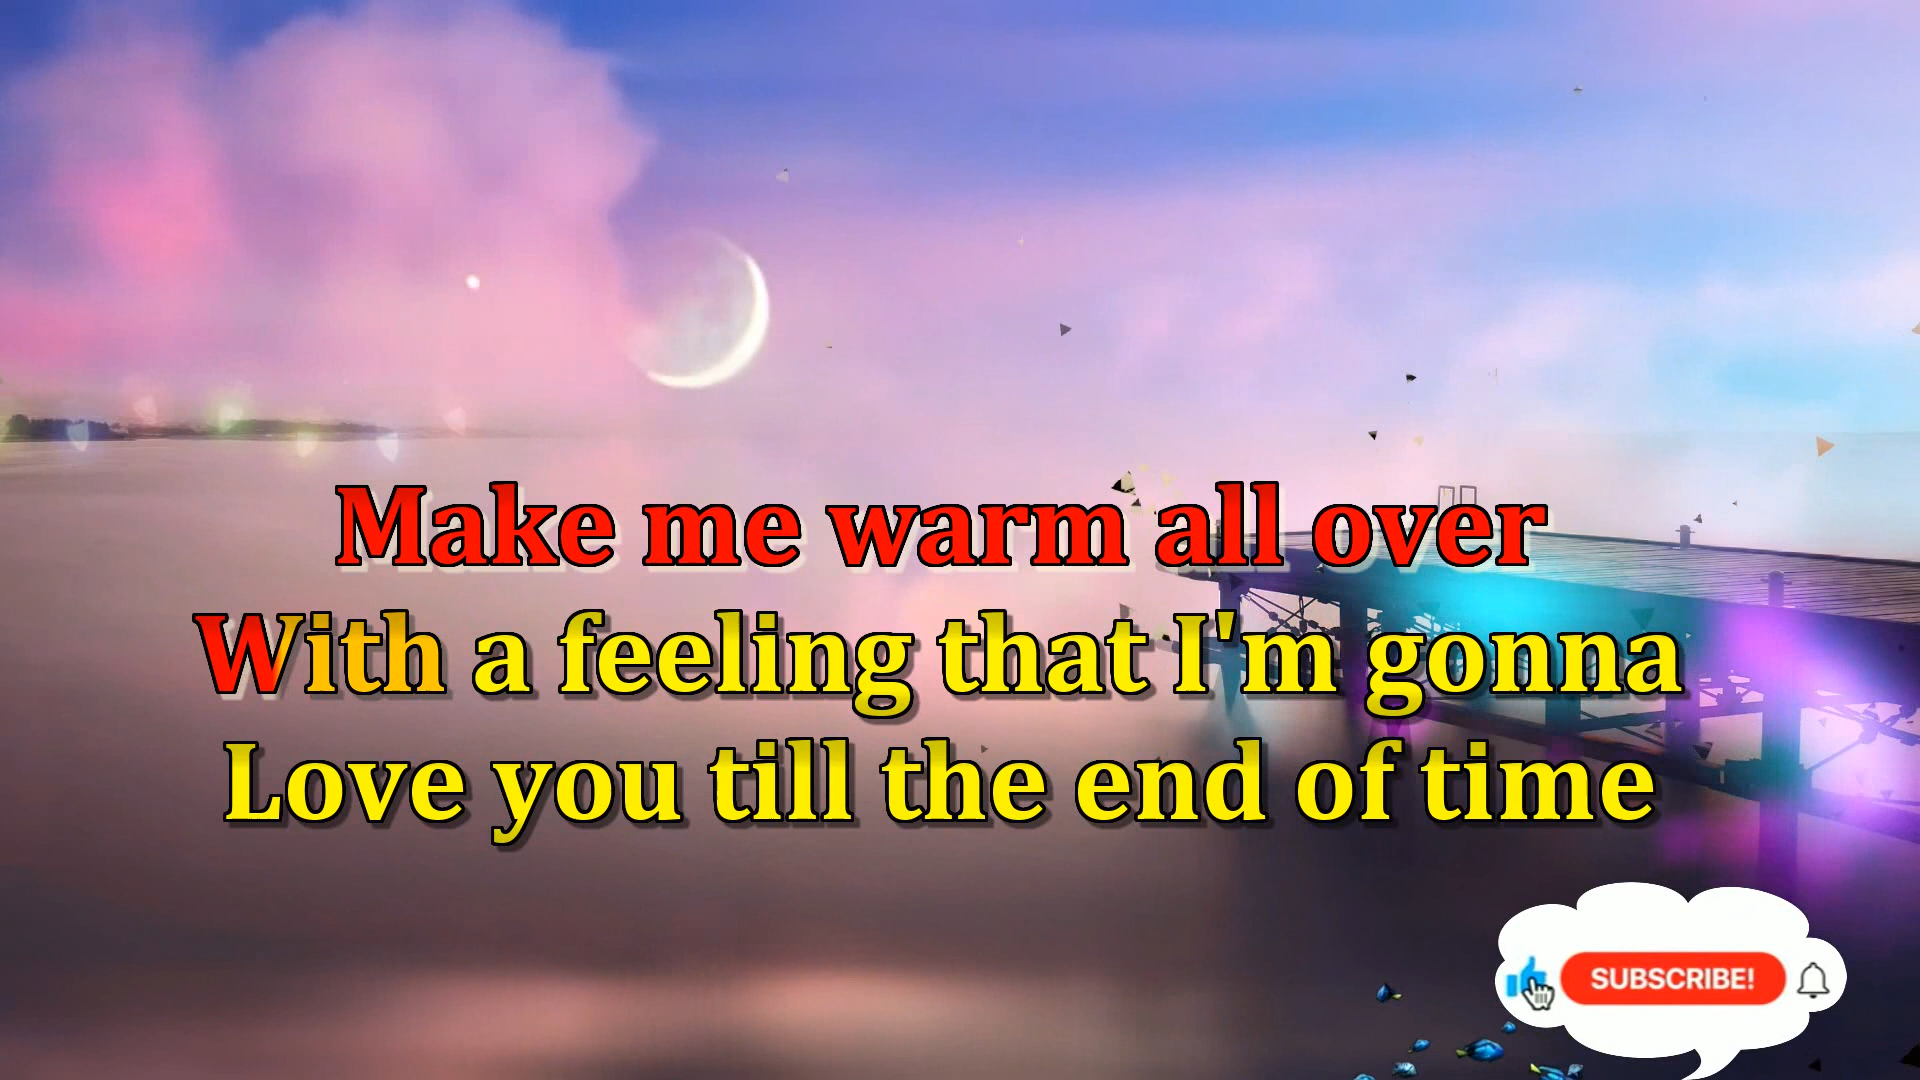 Make me warm all over
With a feeling that I'm gonna
Love you till the end of time
SUBSCRIBE!